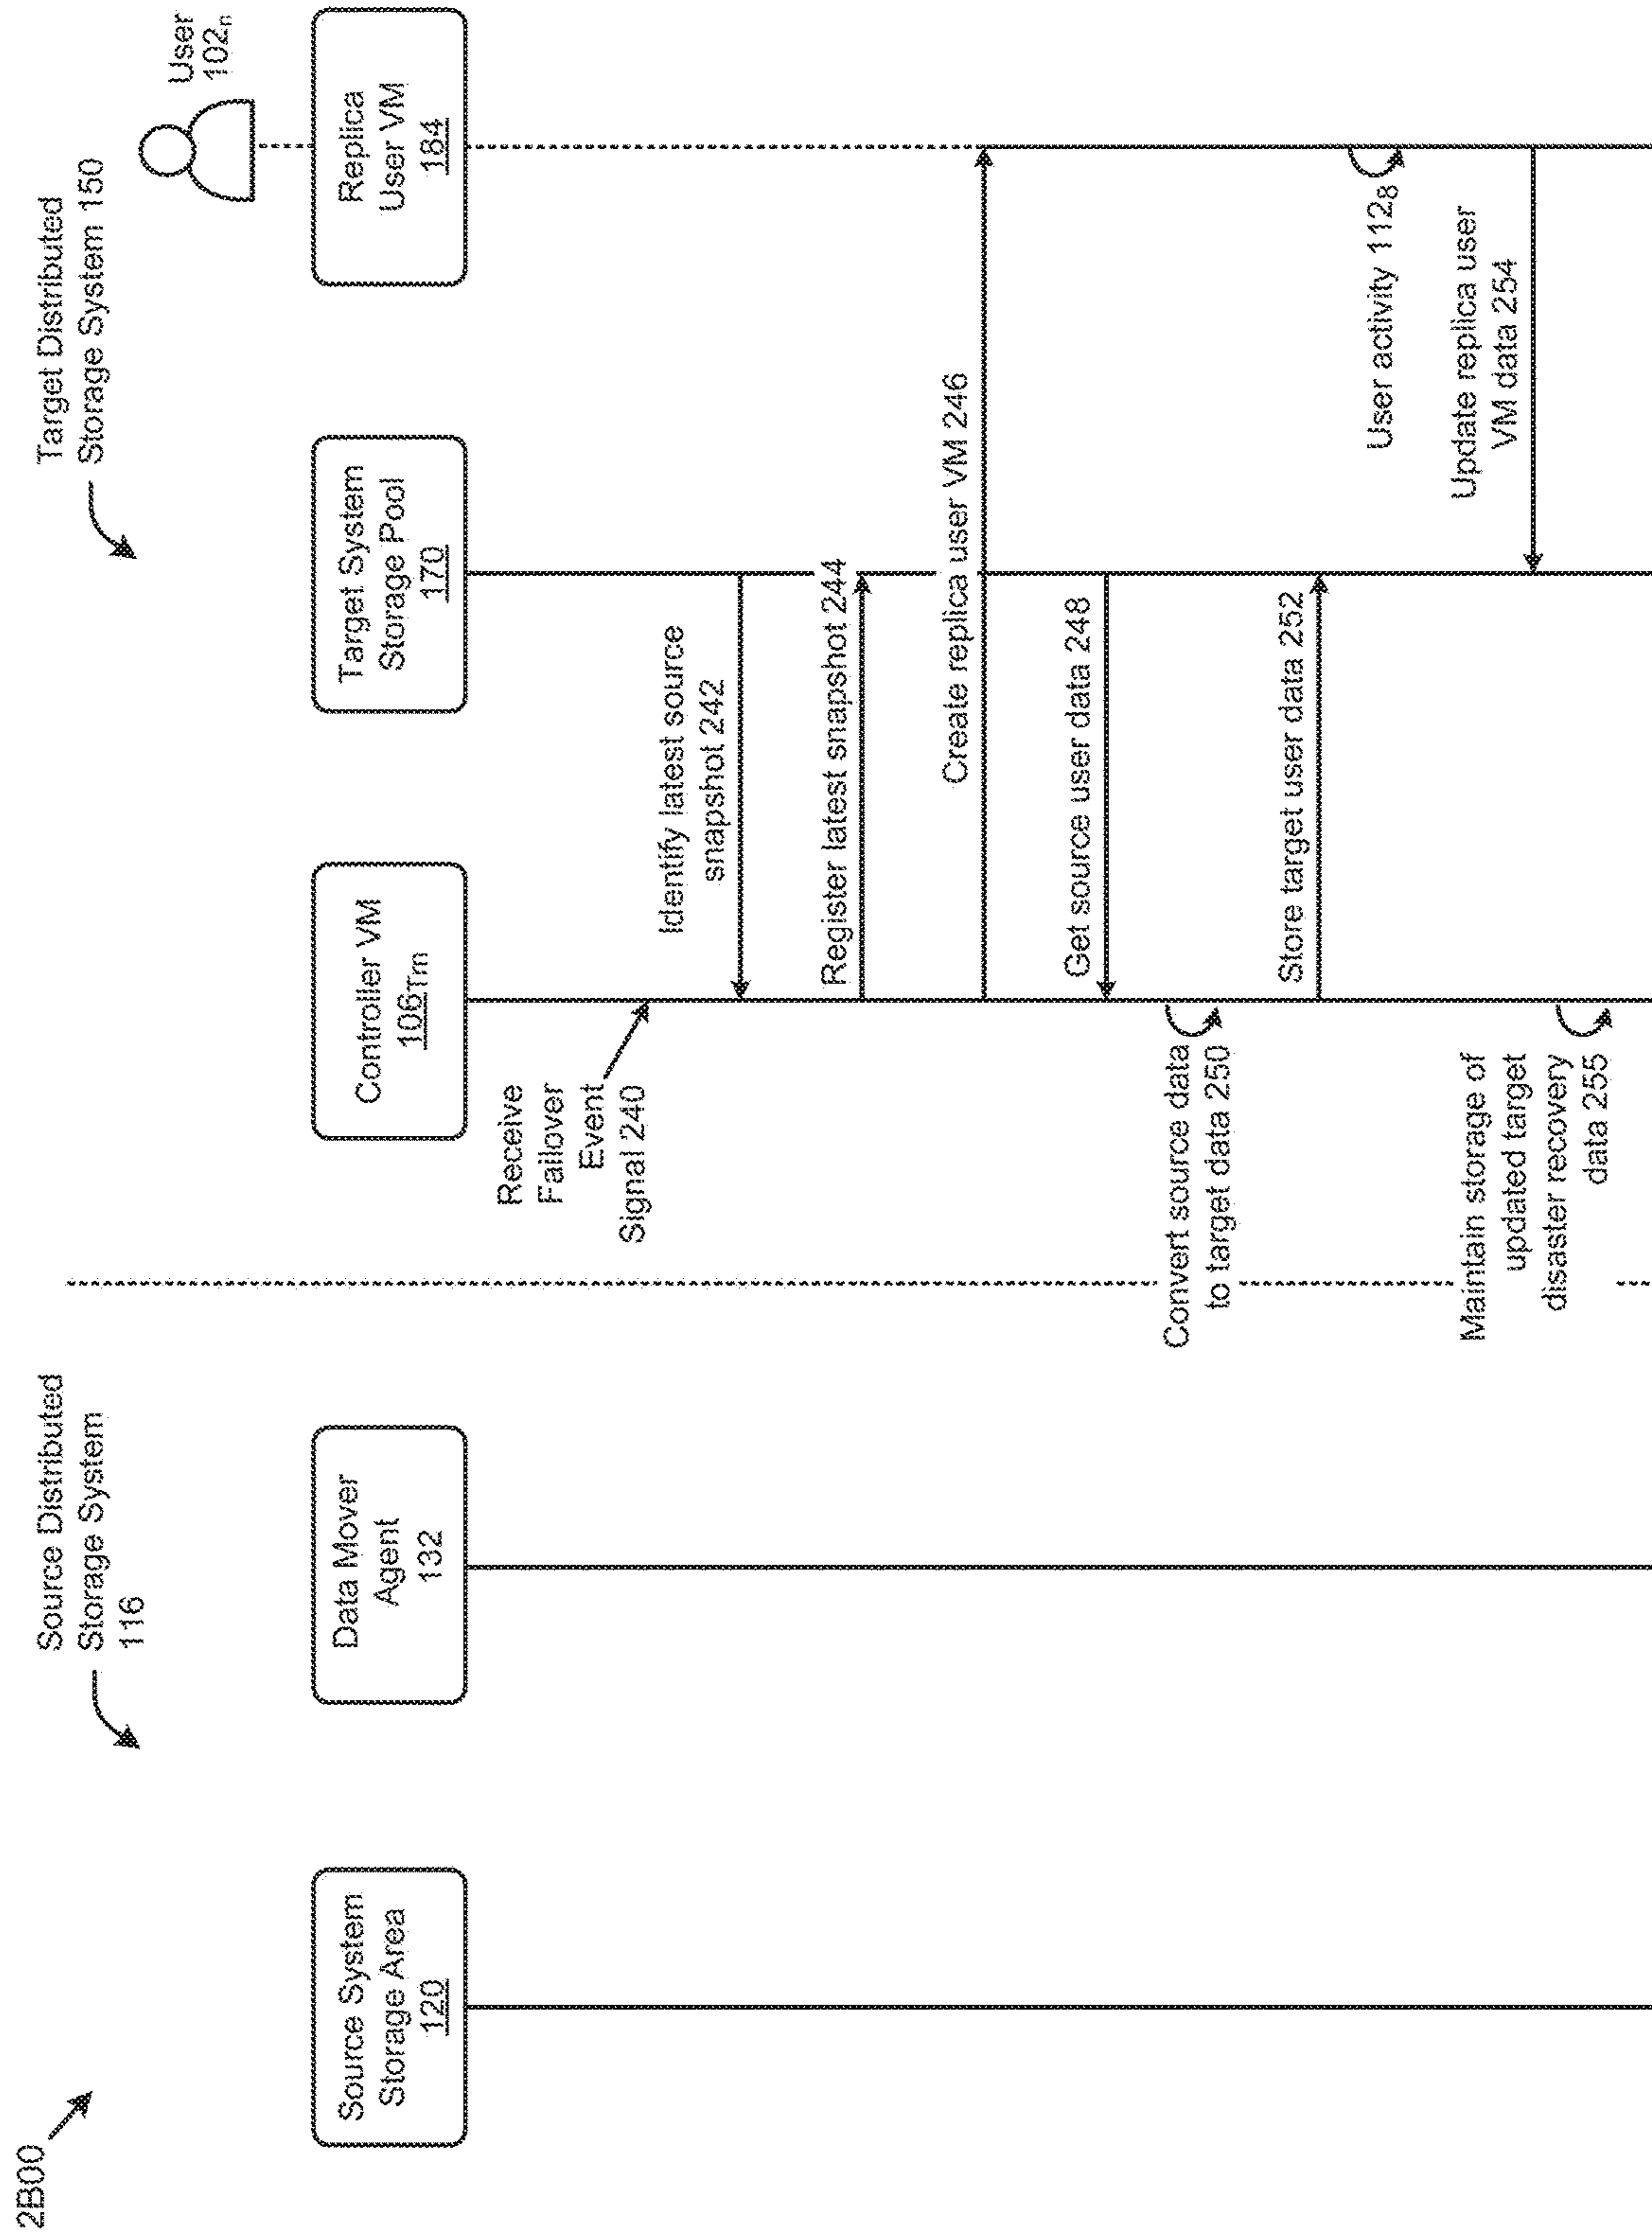 2B00
Source Distributed
Storage System
116
Target Distributed
Storage System 150
User
102n
Source System
Storage Area
120
Data Mover
Agent
132
Controller VM
106Tm
Target System
Storage Pool
170
Replica
User VM
184
Receive
Failover
Event
Signal 240
Identify latest source
snapshot 242
Register latest snapshot 244
Create replica user VM 246
Get source user data 248
Convert source data
to target data 250
Store target user data 252
User activity 112₈
Update replica user
VM data 254
Maintain storage of
updated target
disaster recovery
data 255